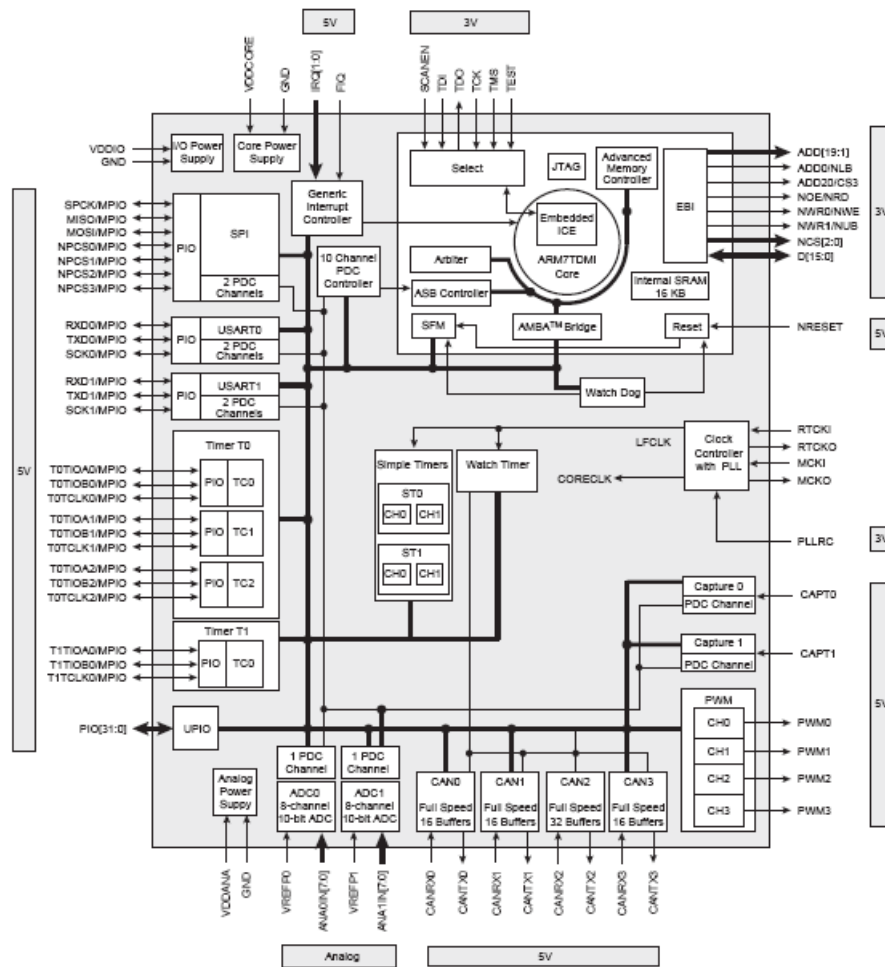 5V
3V
VDDCORE
GND
IRQ[1:0]
FIQ
SCANEN
TDI
TDO
TCK
TMS
TEST
VDDIO
GND
I/O Power
Supply
Core Power
Supply
Select
JTAG
Advanced
Memory
Controller
EBI
ADD[19:1]
ADD0/NLB
ADD20/CS3
NOE/NRD
NWR0/NWE
NWR1/NUB
NCS[2:0]
D[15:0]
3V
Generic
Interrupt
Controller
Embedded
ICE
ARM7TDMI
Core
SPCK/MPIO
MISO/MPIO
MOSI/MPIO
NPCS0/MPIO
NPCS1/MPIO
NPCS2/MPIO
NPCS3/MPIO
PIO
SPI
2 PDC
Channels
10 Channel
PDC
Controller
Arbiter
ASB Controller
Internal SRAM
16 KB
SFM
AMBA™ Bridge
Reset
NRESET
5V
Watch Dog
RXD0/MPIO
TXD0/MPIO
SCK0/MPIO
PIO
USART0
2 PDC
Channels
RXD1/MPIO
TXD1/MPIO
SCK1/MPIO
PIO
USART1
2 PDC
Channels
5V
Timer T0
T0TIOA0/MPIO
T0TIOB0/MPIO
T0TCLK0/MPIO
PIO
TC0
T0TIOA1/MPIO
T0TIOB1/MPIO
T0TCLK1/MPIO
PIO
TC1
T0TIOA2/MPIO
T0TIOB2/MPIO
T0TCLK2/MPIO
PIO
TC2
Simple Timers
ST0
CH0
CH1
ST1
CH0
CH1
Watch Timer
LFCLK
CORECLK
Clock
Controller
with PLL
RTCKI
RTCKO
MCKI
MCKO
PLLRC
3V
Timer T1
T1TIOA0/MPIO
T1TIOB0/MPIO
T1TCLK0/MPIO
PIO
TC0
Capture 0
PDC Channel
CAPT0
Capture 1
PDC Channel
CAPT1
5V
PIO[31:0]
UPIO
PWM
CH0
CH1
CH2
CH3
PWM0
PWM1
PWM2
PWM3
Analog
Power
Suppy
1 PDC
Channel
ADC0
8-channel
10-bit ADC
1 PDC
Channel
ADC1
8-channel
10-bit ADC
CAN0
Full Speed
16 Buffers
CAN1
Full Speed
16 Buffers
CAN2
Full Speed
32 Buffers
CAN3
Full Speed
16 Buffers
VDDANA
GND
VREFP0
ANA0IN[7:0]
VREFP1
ANA1IN[7:0]
CANRX0
CANTX0
CANRX1
CANTX1
CANRX2
CANTX2
CANRX3
CANTX3
Analog
5V